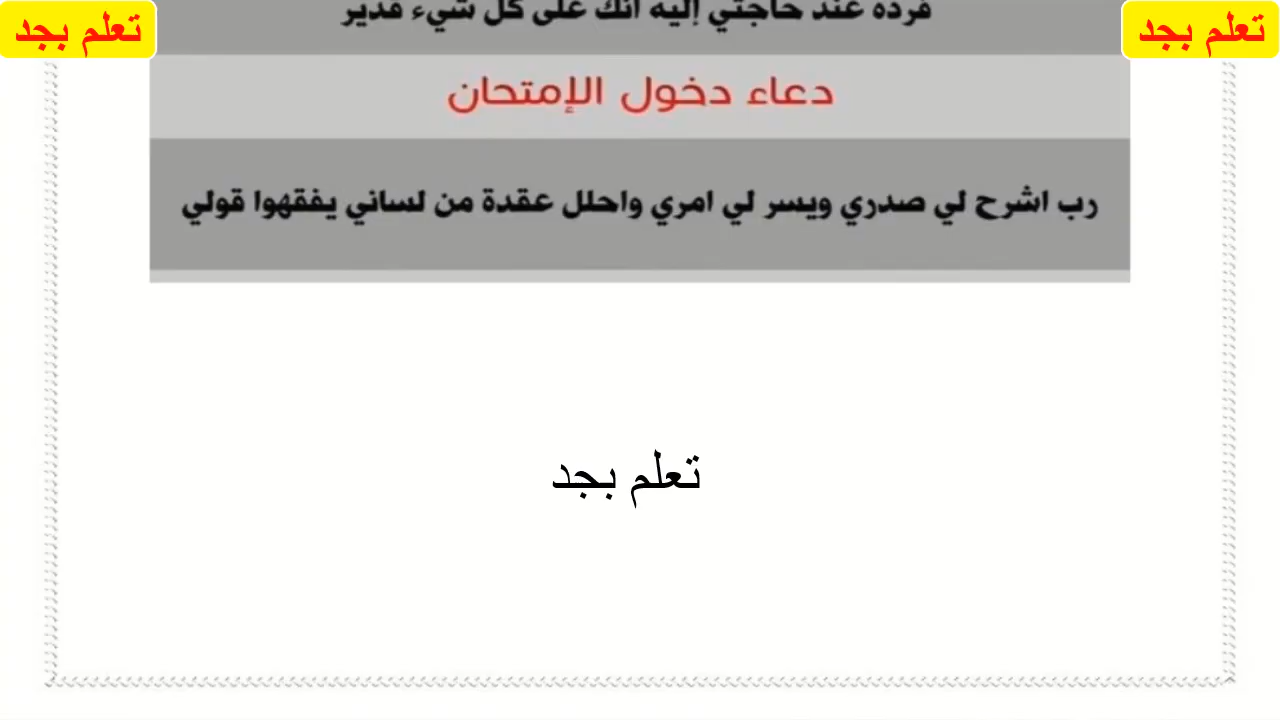 تعلم بجد
تعلم بجد
فرده عند حاجتي إليه انك على كل شيء قدير
دعاء دخول الإمتحان
رب اشرح لي صدري ويسر لي امري واحلل عقدة من لساني يفقهوا قولي
تعلم بجد